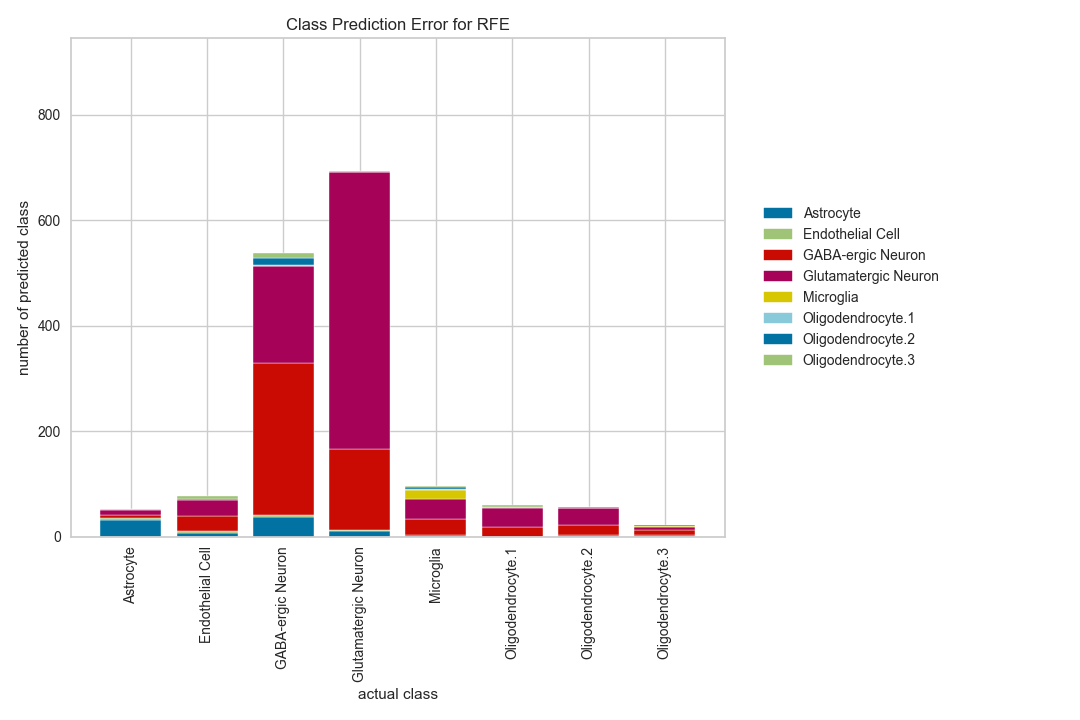 Class Prediction Error for RFE
number of predicted class
800
600
400
200
0
Astrocyte
Endothelial Cell
GABA-ergic Neuron
Glutamatergic Neuron
Microglia
Oligodendrocyte.1
Oligodendrocyte.2
Oligodendrocyte.3
actual class
Astrocyte
Endothelial Cell
GABA-ergic Neuron
Glutamatergic Neuron
Microglia
Oligodendrocyte.1
Oligodendrocyte.2
Oligodendrocyte.3